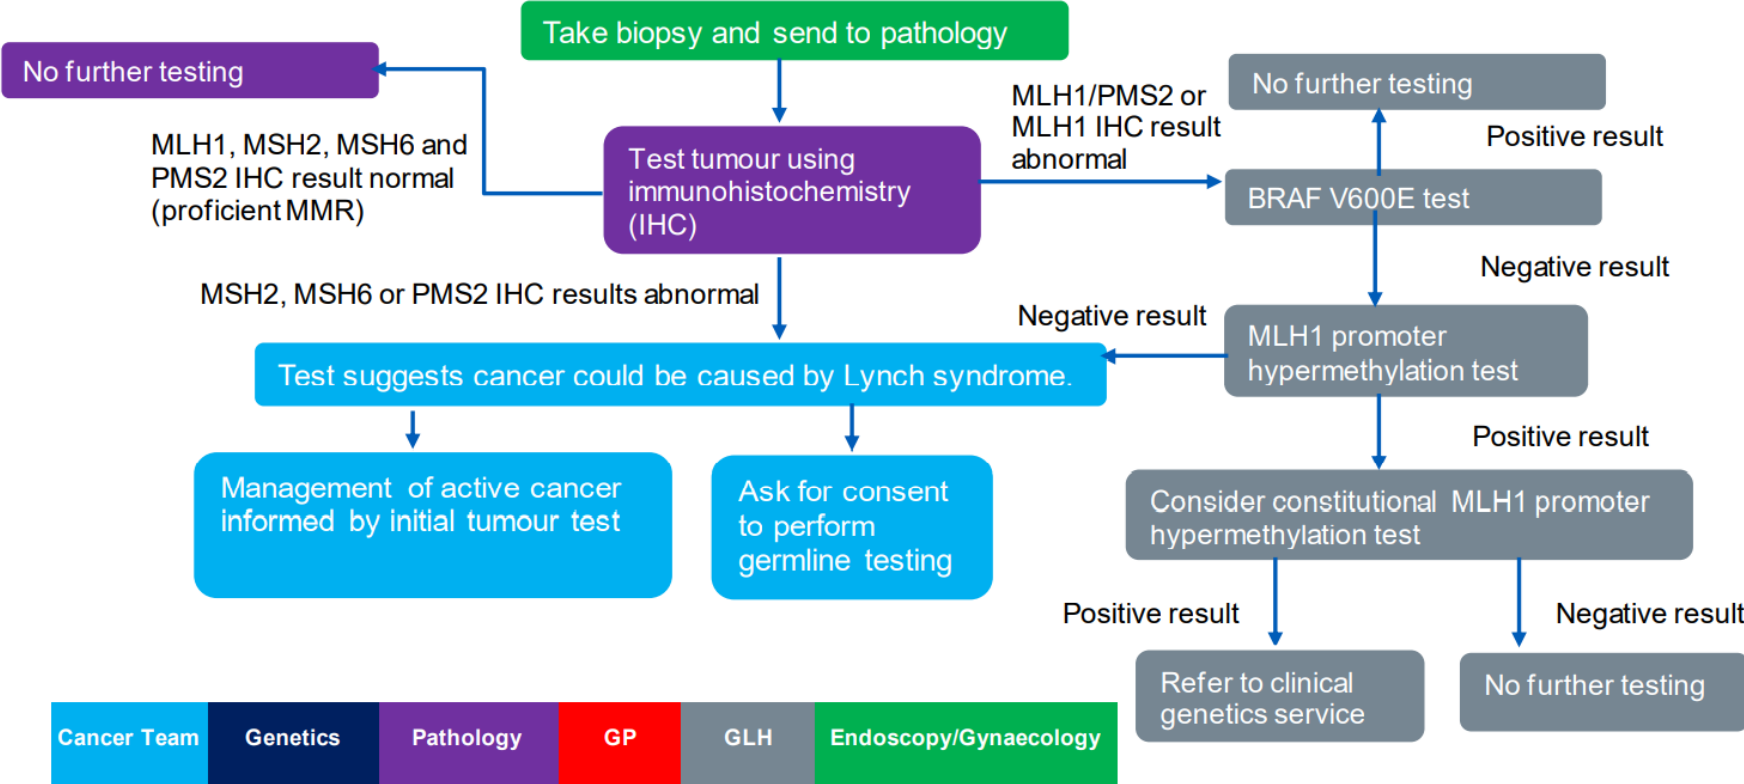 Take biopsy and send to pathology
No further testing
MLH1, MSH2, MSH6 and
PMS2 IHC result normal
(proficient MMR)
Test tumour using
immunohistochemistry
(IHC)
MLH1/PMS2 or
MLH1 IHC result
abnormal
No further testing
Positive result
BRAF V600E test
Negative result
MSH2, MSH6 or PMS2 IHC results abnormal
Negative result
MLH1 promoter
hypermethylation test
Test suggests cancer could be caused by Lynch syndrome.
Positive result
Management of active cancer
informed by initial tumour test
Ask for consent
to perform
germline testing
Consider constitutional MLH1 promoter
hypermethylation test
Positive result
Negative result
Refer to clinical
genetics service
No further testing
Cancer Team
Genetics
Pathology
GP
GLH
Endoscopy/Gynaecology